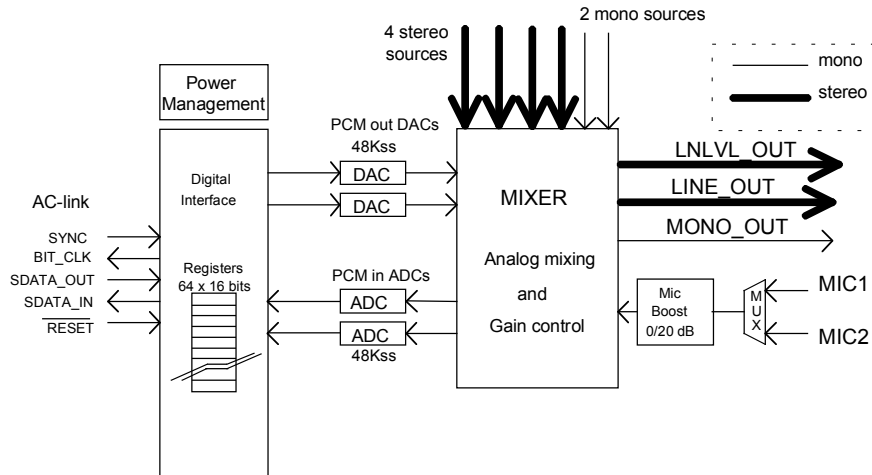 2 mono sources
4 stereo
sources
mono
stereo
Power
Management
PCM out DACs
48Kss
DAC
DAC
Digital
Interface
AC-link
SYNC
BIT_CLK
SDATA_OUT
SDATA_IN
RESET
Registers
64 x 16 bits
PCM in ADCs
ADC
ADC
48Kss
MIXER
Analog mixing
and
Gain control
LNLVL_OUT
LINE_OUT
MONO_OUT
Mic
Boost
0/20 dB
MUX
MIC1
MIC2